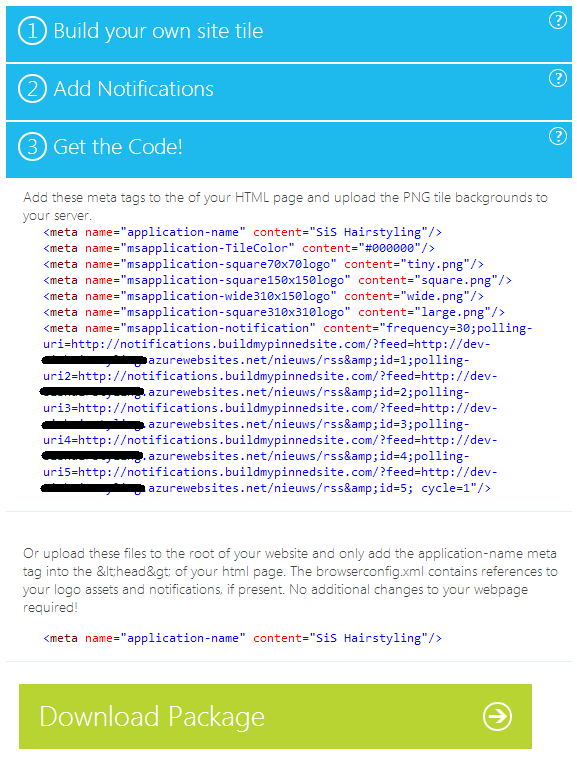 1 Build your own site tile ?
2 Add Notifications ?
3 Get the Code! ?
Add these meta tags to the of your HTML page and upload the PNG tile backgrounds to
your server.
<meta name="application-name" content="SiS Hairstyling"/>
<meta name="msapplication-TileColor" content="#000000"/>
<meta name="msapplication-square70x70logo" content="tiny.png"/>
<meta name="msapplication-square150x150logo" content="square.png"/>
<meta name="msapplication-wide310x150logo" content="wide.png"/>
<meta name="msapplication-square310x310logo" content="large.png"/>
<meta name="msapplication-notification" content="frequency=30;polling-
uri=http://notifications.buildmypinnedsite.com/?feed=http://dev-
.azurewebsites.net/nieuws/rss&amp;id=1;polling-
uri2=http://notifications.buildmypinnedsite.com/?feed=http://dev-
.azurewebsites.net/nieuws/rss&amp;id=2;polling-
uri3=http://notifications.buildmypinnedsite.com/?feed=http://dev-
.azurewebsites.net/nieuws/rss&amp;id=3;polling-
uri4=http://notifications.buildmypinnedsite.com/?feed=http://dev-
.azurewebsites.net/nieuws/rss&amp;id=4;polling-
uri5=http://notifications.buildmypinnedsite.com/?feed=http://dev-
.azurewebsites.net/nieuws/rss&amp;id=5; cycle=1"/>
Or upload these files to the root of your website and only add the application-name meta
tag into the &lt;head&gt; of your html page. The browserconfig.xml contains references to
your logo assets and notifications, if present. No additional changes to your webpage
required!
<meta name="application-name" content="SiS Hairstyling"/>
Download Package